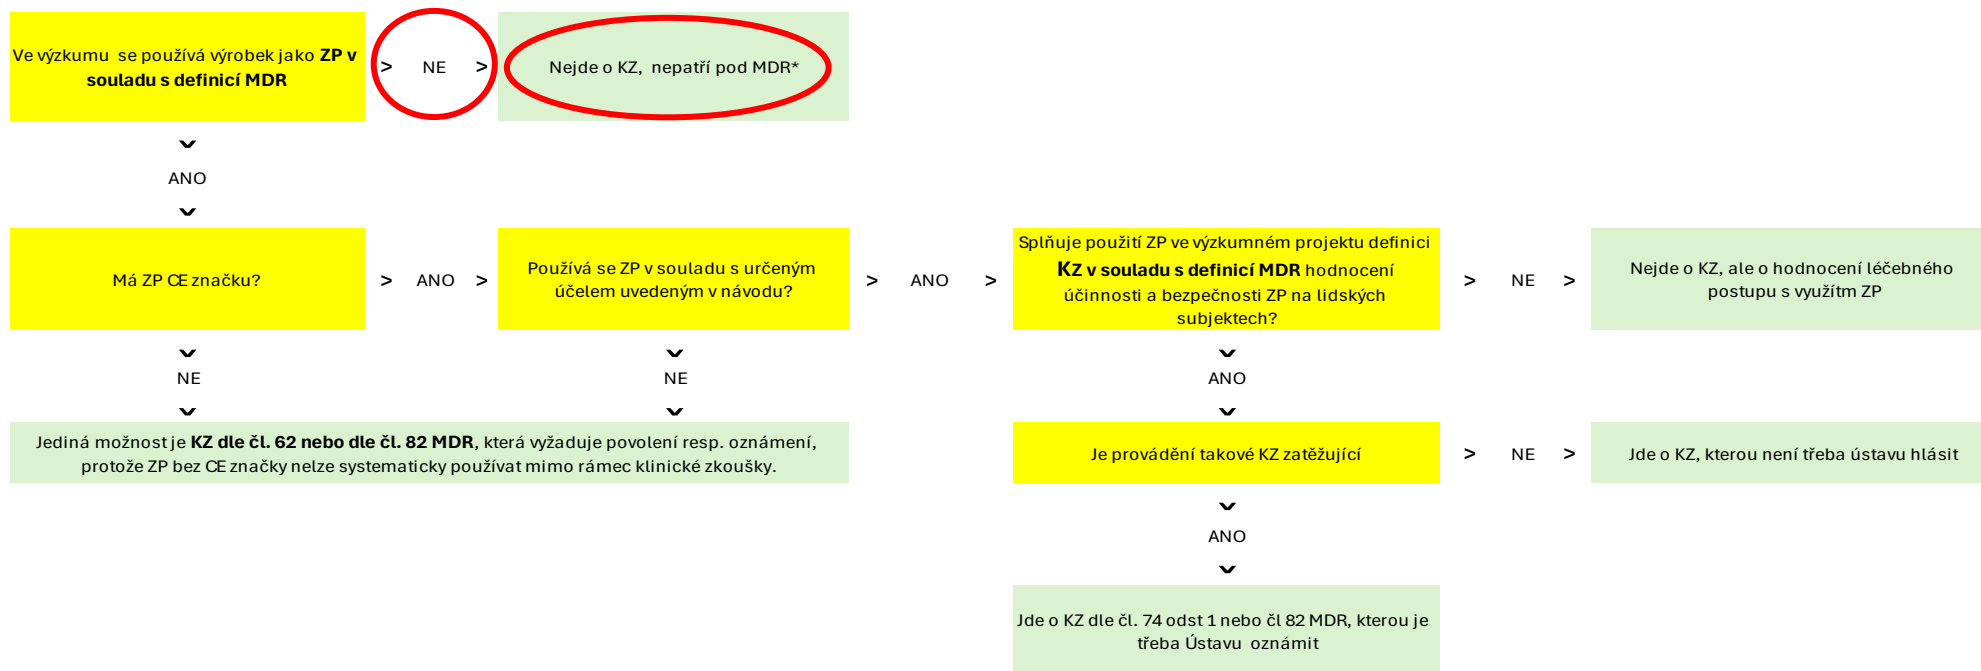 Ve výzkumu se používá výrobek jako ZP v
souladu s definicí MDR
> NE >
Nejde o KZ, nepatří pod MDR*
ANO
Má ZP CE značku?
> ANO >
Používá se ZP v souladu s určeným
účelem uvedeným v návodu?
> ANO >
Splňuje použití ZP ve výzkumném projektu definici
KZ v souladu s definicí MDR hodnocení
účinnosti a bezpečnosti ZP na lidských
subjektech?
> NE >
Nejde o KZ, ale o hodnocení léčebného
postupu s využítm ZP
NE
NE
ANO
Jediná možnost je KZ dle čl. 62 nebo dle čl. 82 MDR, která vyžaduje povolení resp. oznámení,
protože ZP bez CE značky nelze systematicky používat mimo rámec klinické zkoušky.
Je provádění takové KZ zatěžující
> NE >
Jde o KZ, kterou není třeba ústavu hlásit
ANO
Jde o KZ dle čl. 74 odst 1 nebo čl 82 MDR, kterou je
třeba Ústavu oznámit